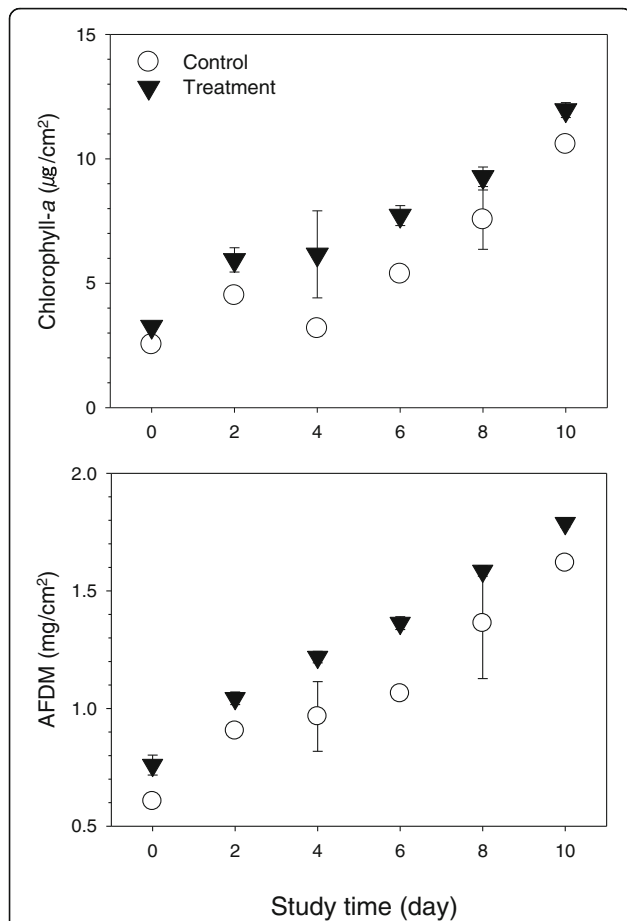 15
Control
Treatment
10
5
0
Chlorophyll-a (μg/cm²)
0 2 4 6 8 10
2.0
1.5
1.0
0.5
AFDM (mg/cm²)
0 2 4 6 8 10
Study time (day)